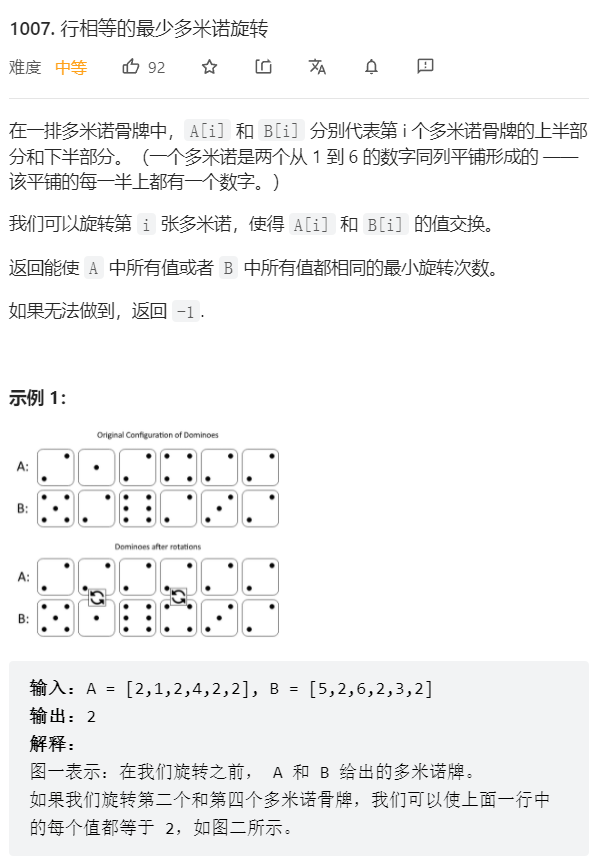 1007. 行相等的最少多米诺旋转
难度 中等 92
在一排多米诺骨牌中，A[i] 和 B[i] 分别代表第 i 个多米诺骨牌的上半部
分和下半部分。（一个多米诺是两个从 1 到 6 的数字同列平铺形成的 ——
该平铺的每一半上都有一个数字。）
我们可以旋转第 i 张多米诺，使得 A[i] 和 B[i] 的值交换。
返回能使 A 中所有值或者 B 中所有值都相同的最小旋转次数。
如果无法做到，返回 -1.
示例 1：
Original Configuration of Dominoes
A:
B:
Dominoes after rotations
A:
B:
输入：A = [2,1,2,4,2,2], B = [5,2,6,2,3,2]
输出：2
解释：
图一表示：在我们旋转之前， A 和 B 给出的多米诺牌。
如果我们旋转第二个和第四个多米诺骨牌，我们可以使上面一行中
的每个值都等于 2，如图二所示。